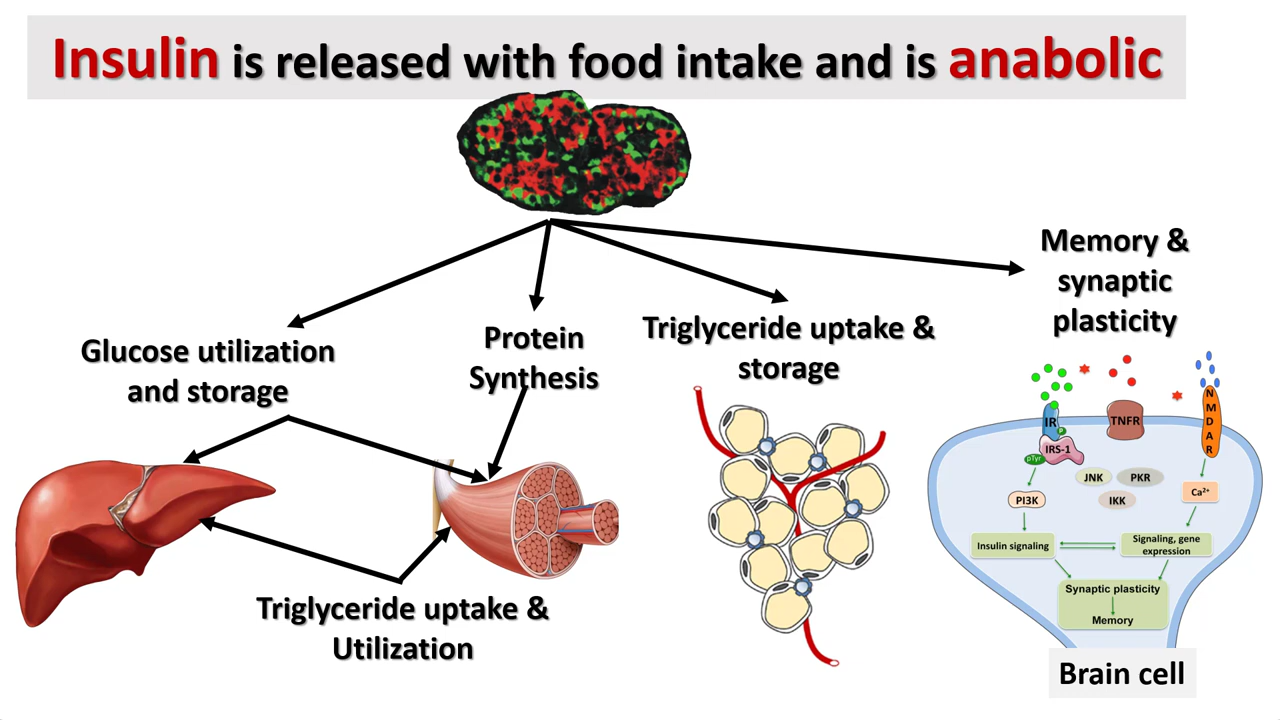 Insulin is released with food intake and is anabolic
Memory &
synaptic
plasticity
Glucose utilization
and storage
Protein
Synthesis
Triglyceride uptake &
storage
Triglyceride uptake &
Utilization
IR
P
IRS-1
pTyr
TNFR
NMDAR
JNK
PKR
IKK
PI3K
Ca²⁺
Insulin signaling
Signaling, gene
expression
Synaptic plasticity
Memory
Brain cell